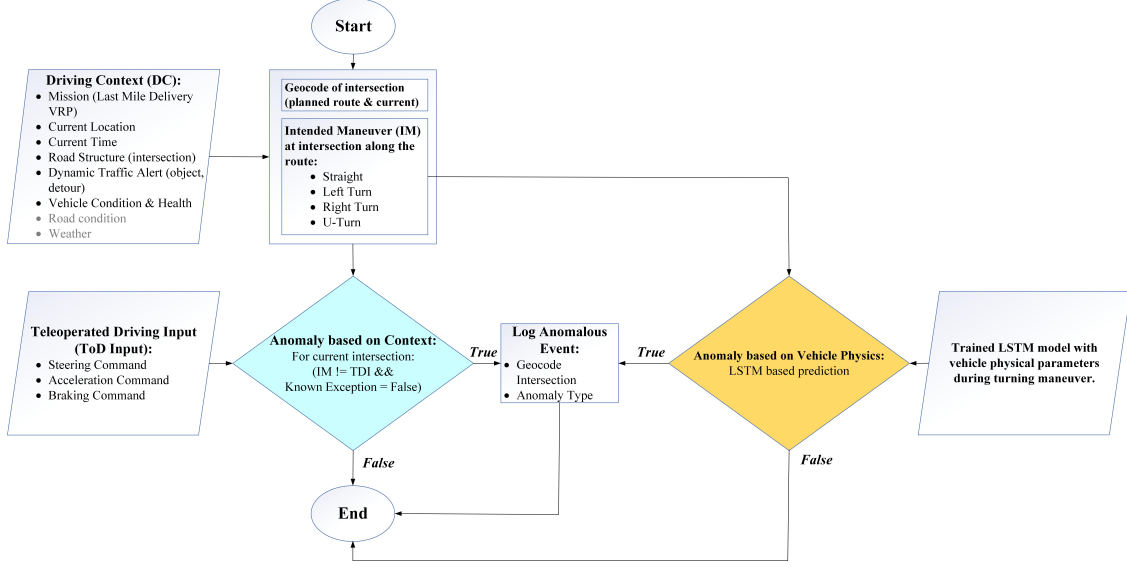 Start
Driving Context (DC):
• Mission (Last Mile Delivery
VRP)
• Current Location
• Current Time
• Road Structure (intersection)
• Dynamic Traffic Alert (object,
detour)
• Vehicle Condition & Health
• Road condition
• Weather
Geocode of intersection
(planned route & current)
Intended Maneuver (IM)
at intersection along the
route:
• Straight
• Left Turn
• Right Turn
• U-Turn
Teleoperated Driving Input
(ToD Input):
• Steering Command
• Acceleration Command
• Braking Command
Anomaly based on Context:
For current intersection:
(IM != TDI &&
Known Exception = False)
True
False
Log Anomalous
Event:
• Geocode
Intersection
• Anomaly Type
True
Anomaly based on Vehicle Physics:
LSTM based prediction
False
Trained LSTM model with
vehicle physical parameters
during turning maneuver.
End